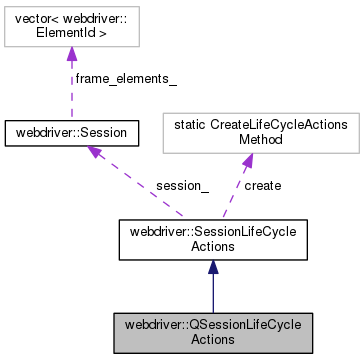 vector< webdriver::
ElementId >
frame_elements_
webdriver::Session
static CreateLifeCycleActions
Method
session_
create
webdriver::SessionLifeCycle
Actions
webdriver::QSessionLifeCycle
Actions